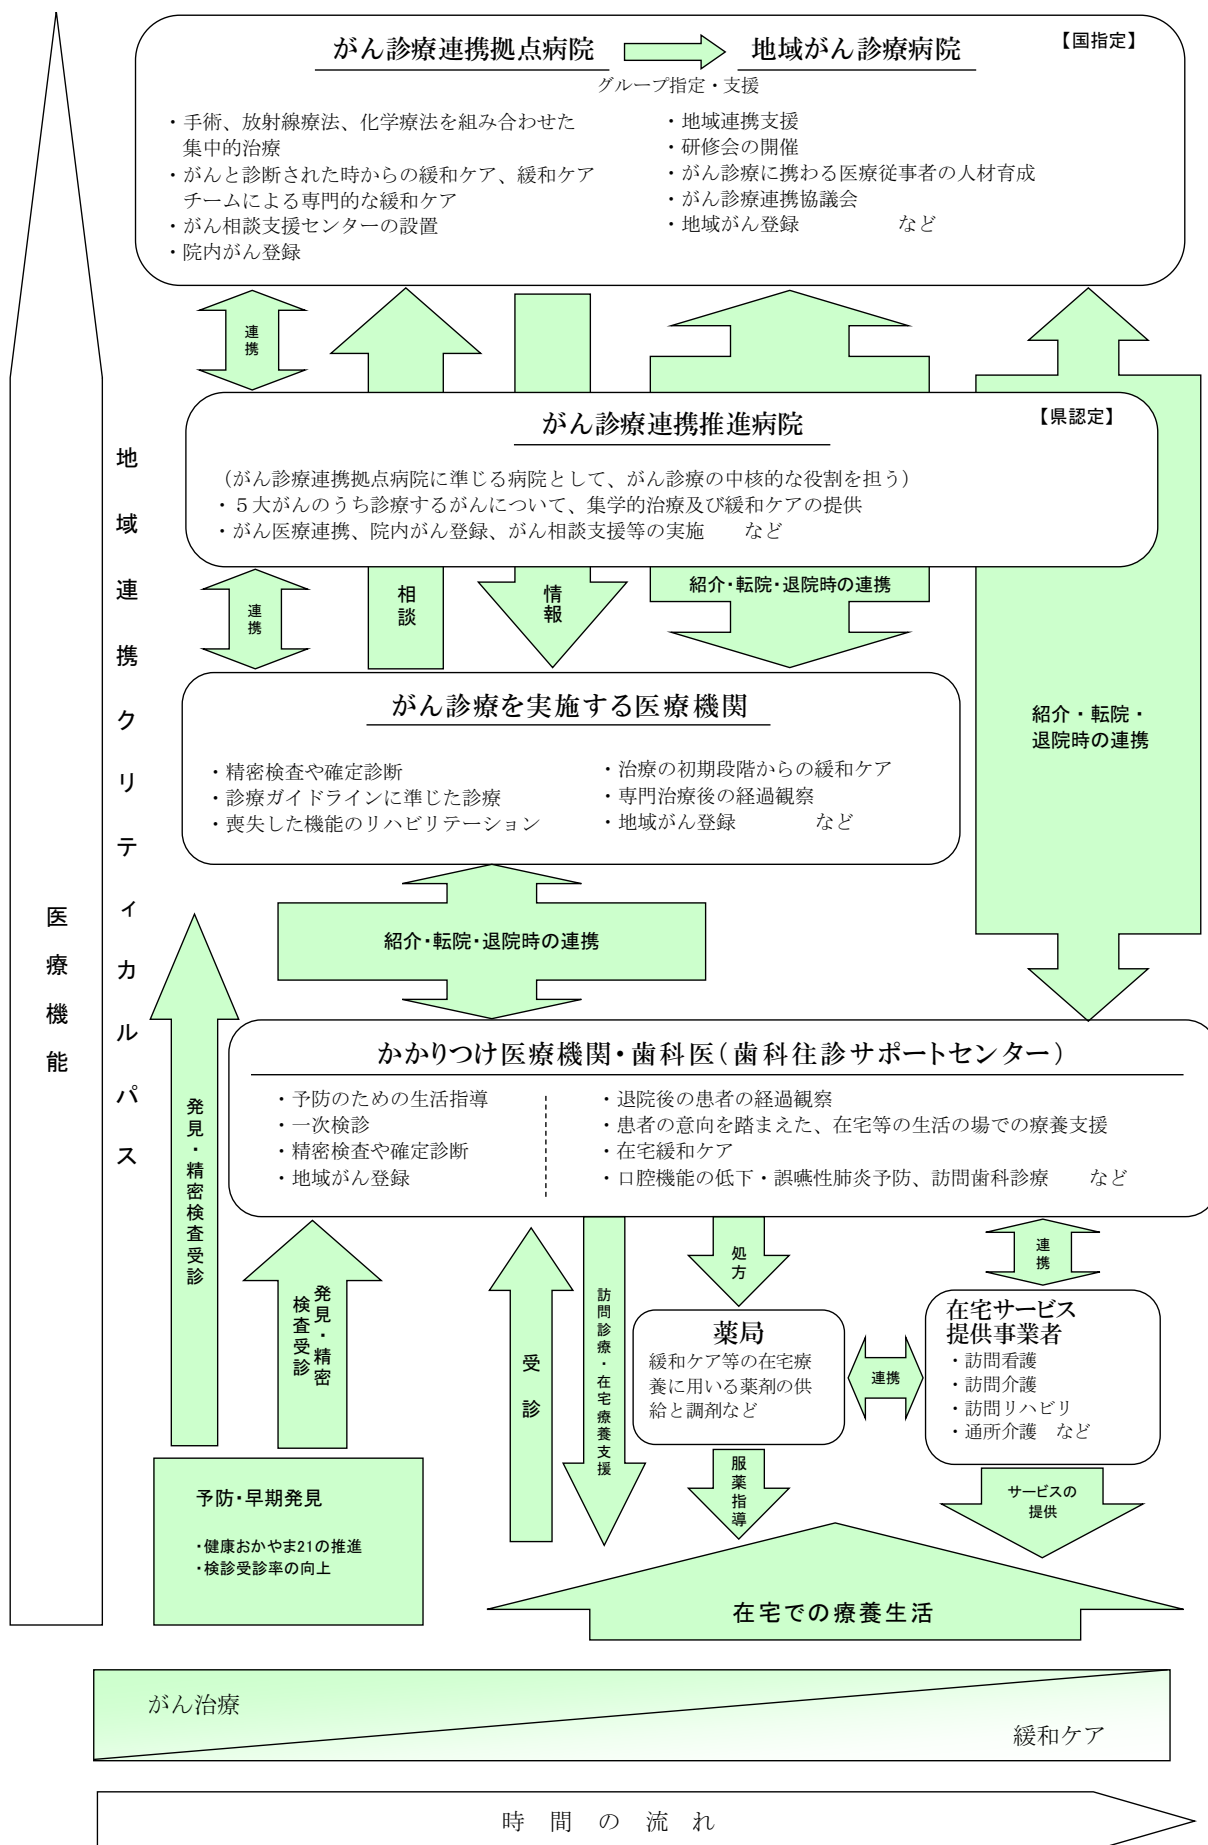 がん診療連携拠点病院
地域がん診療病院
【国指定】
グループ指定・支援
・手術、放射線療法、化学療法を組み合わせた
集中的治療
・がんと診断された時からの緩和ケア、緩和ケア
チームによる専門的な緩和ケア
・がん相談支援センターの設置
・院内がん登録
・地域連携支援
・研修会の開催
・がん診療に携わる医療従事者の人材育成
・がん診療連携協議会
・地域がん登録　　　　　など
連携
がん診療連携推進病院
【県認定】
（がん診療連携拠点病院に準じる病院として、がん診療の中核的な役割を担う）
・５大がんのうち診療するがんについて、集学的治療及び緩和ケアの提供
・がん医療連携、院内がん登録、がん相談支援等の実施　　など
連携
相談
情報
紹介・転院・退院時の連携
がん診療を実施する医療機関
・精密検査や確定診断
・診療ガイドラインに準じた診療
・喪失した機能のリハビリテーション
・治療の初期段階からの緩和ケア
・専門治療後の経過観察
・地域がん登録　　　　など
紹介・転院・
退院時の連携
紹介・転院・退院時の連携
医療機能
地域連携クリティカルパス
かかりつけ医療機関・歯科医（歯科往診サポートセンター）
・予防のための生活指導
・一次検診
・精密検査や確定診断
・地域がん登録
・退院後の患者の経過観察
・患者の意向を踏まえた、在宅等の生活の場での療養支援
・在宅緩和ケア
・口腔機能の低下・誤嚥性肺炎予防、訪問歯科診療　　など
発見・精密検査受診
発見・精密
検査受診
受診
訪問診療・在宅療養支援
処方
連携
薬局
緩和ケア等の在宅療
養に用いる薬剤の供
給と調剤など
連携
在宅サービス
提供事業者
・訪問看護
・訪問介護
・訪問リハビリ
・通所介護　など
服薬指導
サービスの
提供
予防・早期発見
・健康おかやま21の推進
・検診受診率の向上
在宅での療養生活
がん治療
緩和ケア
時　間　の　流　れ